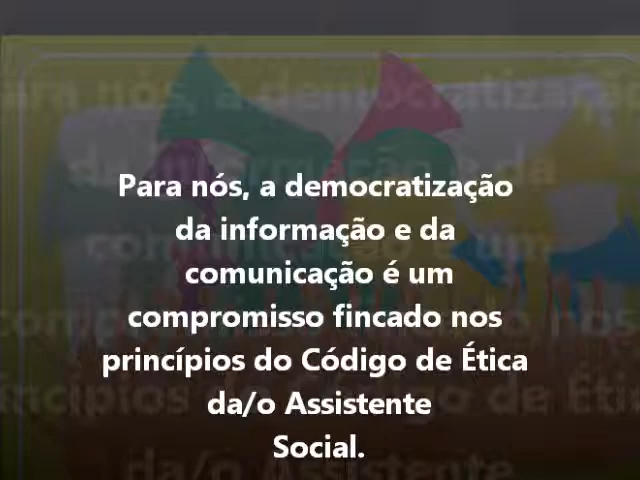 Para nós, a democratização
da informação e da
comunicação é um
compromisso fincado nos
princípios do Código de Ética
da/o Assistente
Social.